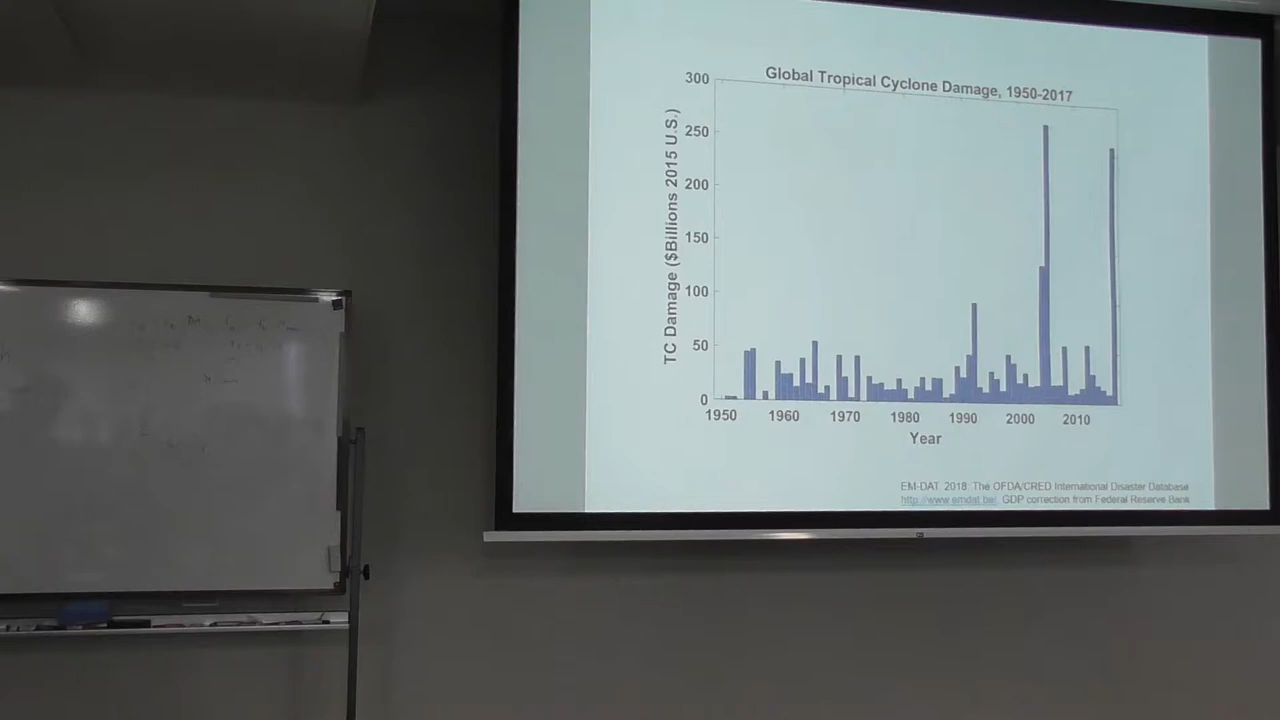 Global Tropical Cyclone Damage, 1950-2017
300
250
200
150
100
50
0
TC Damage ($Billions 2015 U.S.)
1950 1960 1970 1980 1990 2000 2010
Year
EM-DAT, 2018: The OFDA/CRED International Disaster Database
http://www.emdat.be/. GDP correction from Federal Reserve Bank